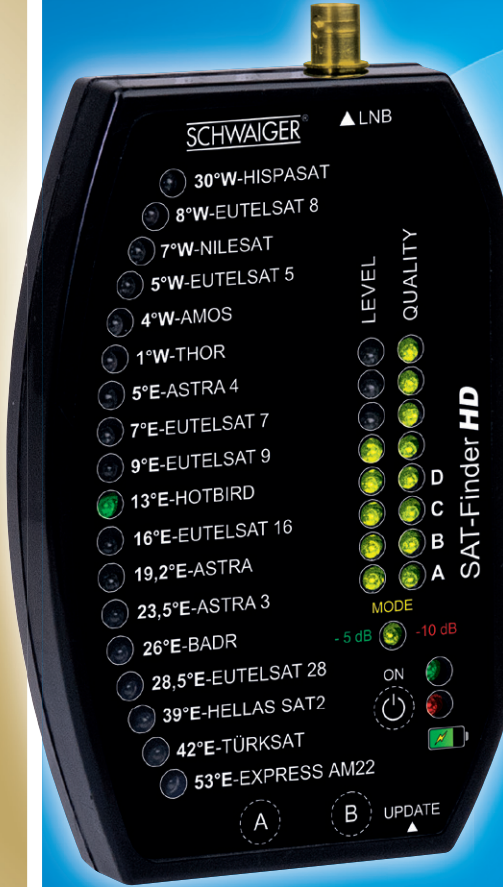 SCHWAIGER®
LNB
30°W-HISPASAT
8°W-EUTELSAT 8
7°W-NILESAT
5°W-EUTELSAT 5
4°W-AMOS
1°W-THOR
5°E-ASTRA 4
7°E-EUTELSAT 7
9°E-EUTELSAT 9
13°E-HOTBIRD
16°E-EUTELSAT 16
19,2°E-ASTRA
23,5°E-ASTRA 3
26°E-BADR
28,5°E-EUTELSAT 28
39°E-HELLAS SAT2
42°E-TÜRKSAT
53°E-EXPRESS AM22
LEVEL
QUALITY
D
C
B
A
SAT-Finder HD
MODE
- 5 dB
-10 dB
ON
A
B
UPDATE